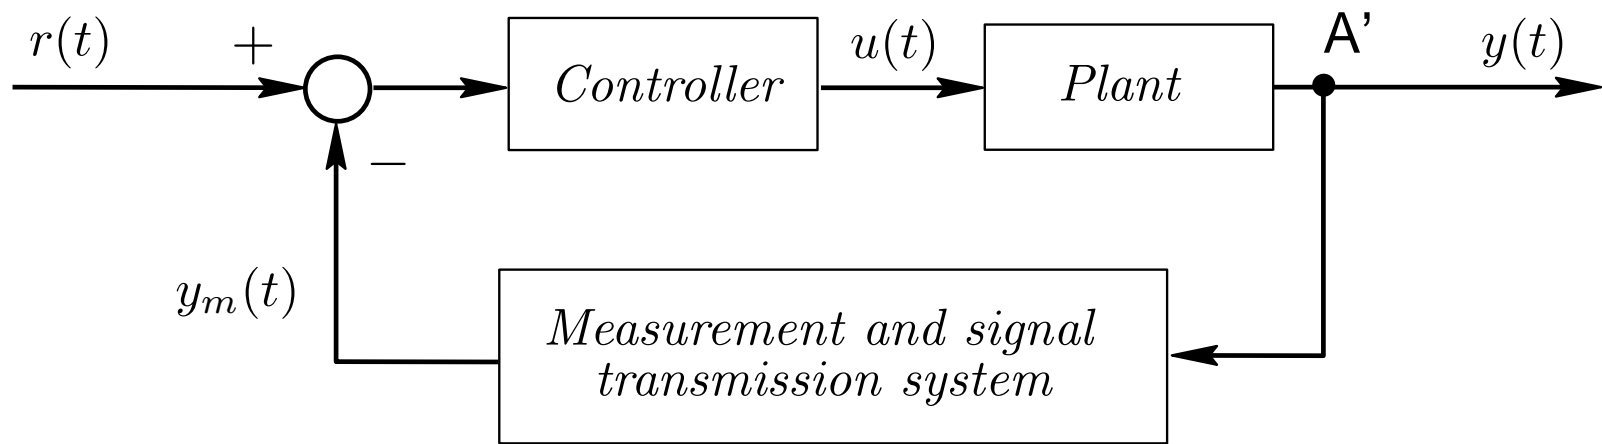 r(t)
+
Controller
u(t)
Plant
A’
y(t)
−
y_m(t)
Measurement and signal
transmission system